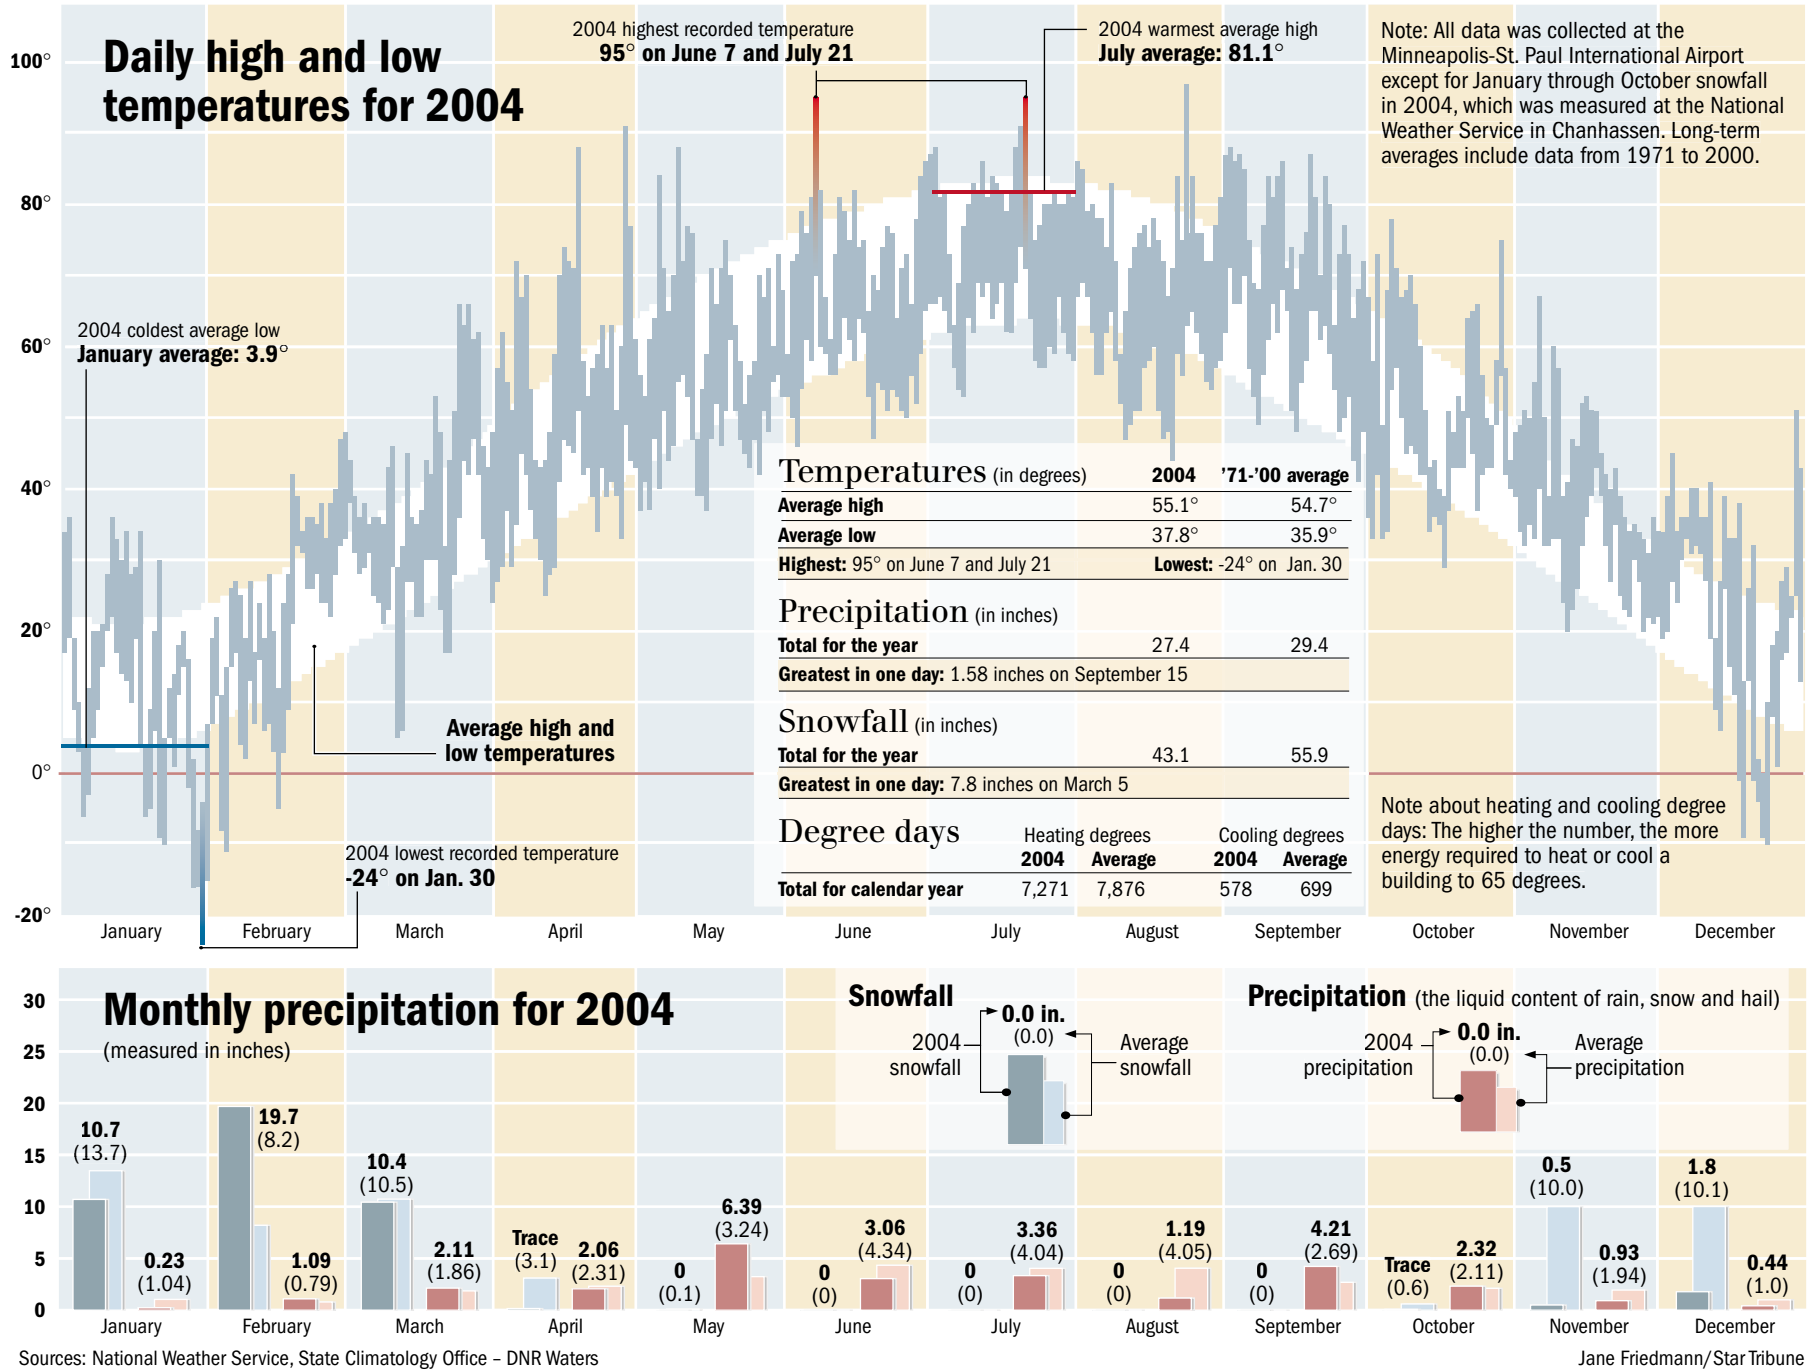 Daily high and low
temperatures for 2004
2004 highest recorded temperature
95° on June 7 and July 21
2004 warmest average high
July average: 81.1°
Note: All data was collected at the
Minneapolis-St. Paul International Airport
except for January through October snowfall
in 2004, which was measured at the National
Weather Service in Chanhassen. Long-term
averages include data from 1971 to 2000.
100°
80°
60°
40°
20°
0°
-20°
2004 coldest average low
January average: 3.9°
Average high and
low temperatures
2004 lowest recorded temperature
-24° on Jan. 30
Temperatures (in degrees) 2004 ’71-’00 average
Average high 55.1° 54.7°
Average low 37.8° 35.9°
Highest: 95° on June 7 and July 21 Lowest: -24° on Jan. 30
Precipitation (in inches)
Total for the year 27.4 29.4
Greatest in one day: 1.58 inches on September 15
Snowfall (in inches)
Total for the year 43.1 55.9
Greatest in one day: 7.8 inches on March 5
Degree days Heating degrees Cooling degrees
2004 Average 2004 Average
Total for calendar year 7,271 7,876 578 699
Note about heating and cooling degree
days: The higher the number, the more
energy required to heat or cool a
building to 65 degrees.
January February March April May June July August September October November December
Monthly precipitation for 2004
(measured in inches)
Snowfall
0.0 in.
(0.0)
2004
snowfall
Average
snowfall
Precipitation (the liquid content of rain, snow and hail)
0.0 in.
(0.0)
2004
precipitation
Average
precipitation
30
25
20
15
10
5
0
10.7
(13.7)
0.23
(1.04)
19.7
(8.2)
1.09
(0.79)
10.4
(10.5)
2.11
(1.86)
Trace
(3.1)
2.06
(2.31)
0
(0.1)
6.39
(3.24)
0
(0)
3.06
(4.34)
0
(0)
3.36
(4.04)
0
(0)
1.19
(4.05)
0
(0)
4.21
(2.69)
Trace
(0.6)
2.32
(2.11)
0.5
(10.0)
0.93
(1.94)
1.8
(10.1)
0.44
(1.0)
January February March April May June July August September October November December
Sources: National Weather Service, State Climatology Office – DNR Waters
Jane Friedmann/Star Tribune